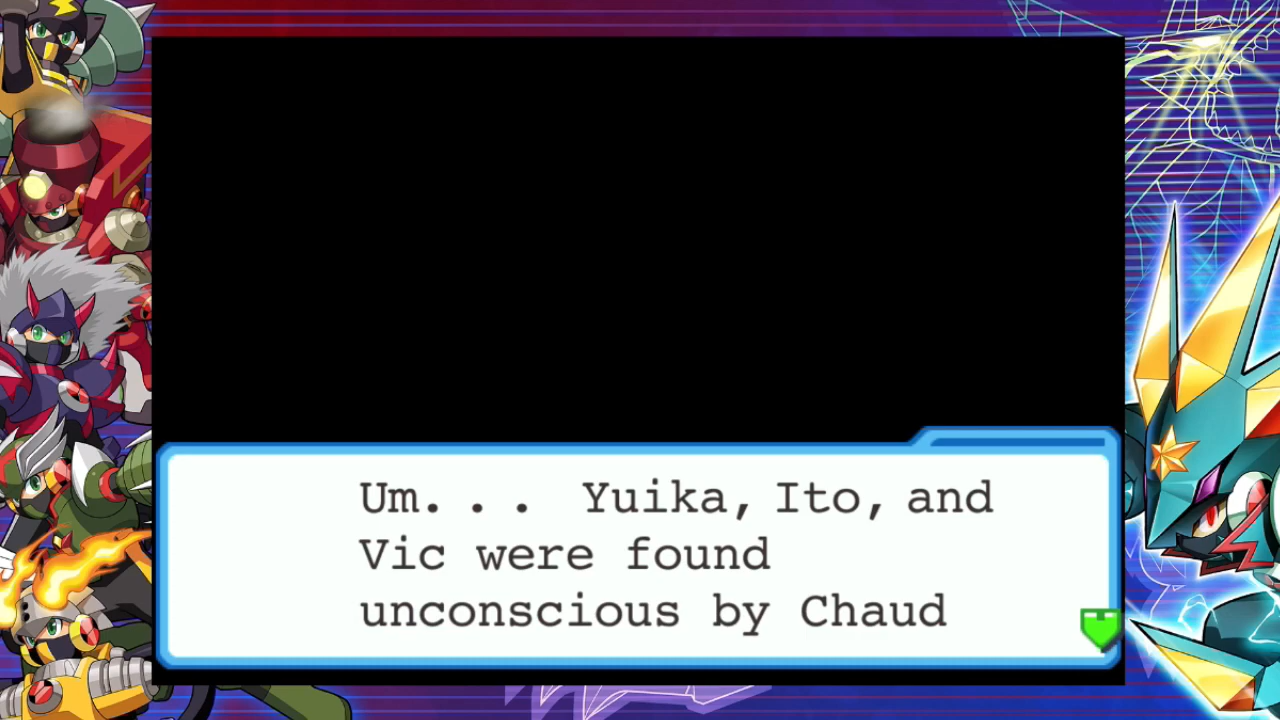 Um... Yuika, Ito, and
Vic were found
unconscious by Chaud